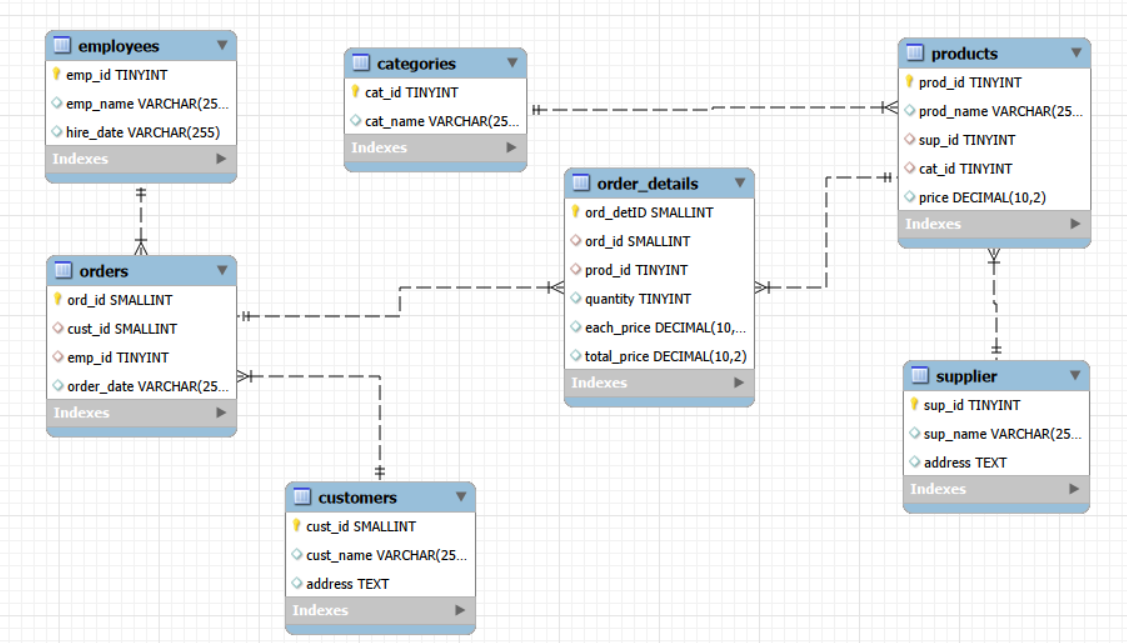 employees
emp_id TINYINT
emp_name VARCHAR(25...
hire_date VARCHAR(255)
Indexes
categories
cat_id TINYINT
cat_name VARCHAR(25...
Indexes
products
prod_id TINYINT
prod_name VARCHAR(25...
sup_id TINYINT
cat_id TINYINT
price DECIMAL(10,2)
Indexes
order_details
ord_detID SMALLINT
ord_id SMALLINT
prod_id TINYINT
quantity TINYINT
each_price DECIMAL(10,...
total_price DECIMAL(10,2)
Indexes
orders
ord_id SMALLINT
cust_id SMALLINT
emp_id TINYINT
order_date VARCHAR(25...
Indexes
supplier
sup_id TINYINT
sup_name VARCHAR(25...
address TEXT
Indexes
customers
cust_id SMALLINT
cust_name VARCHAR(25...
address TEXT
Indexes